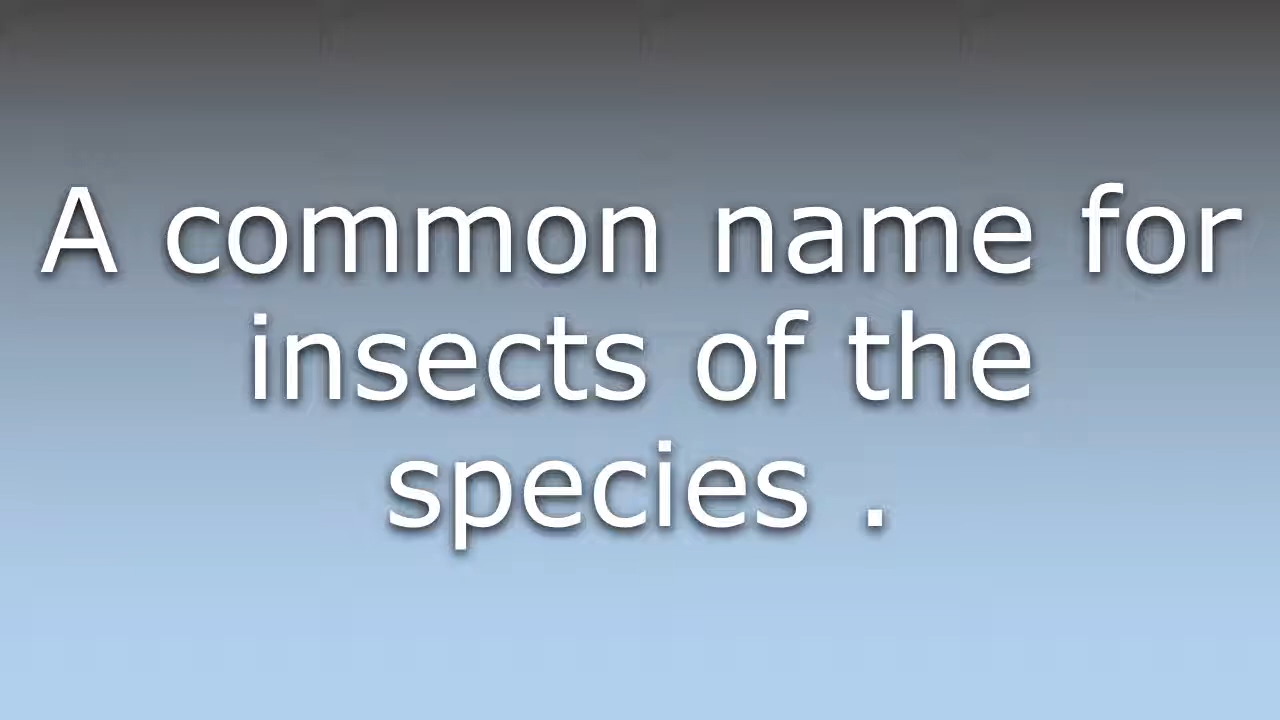 A common name for
insects of the
species .